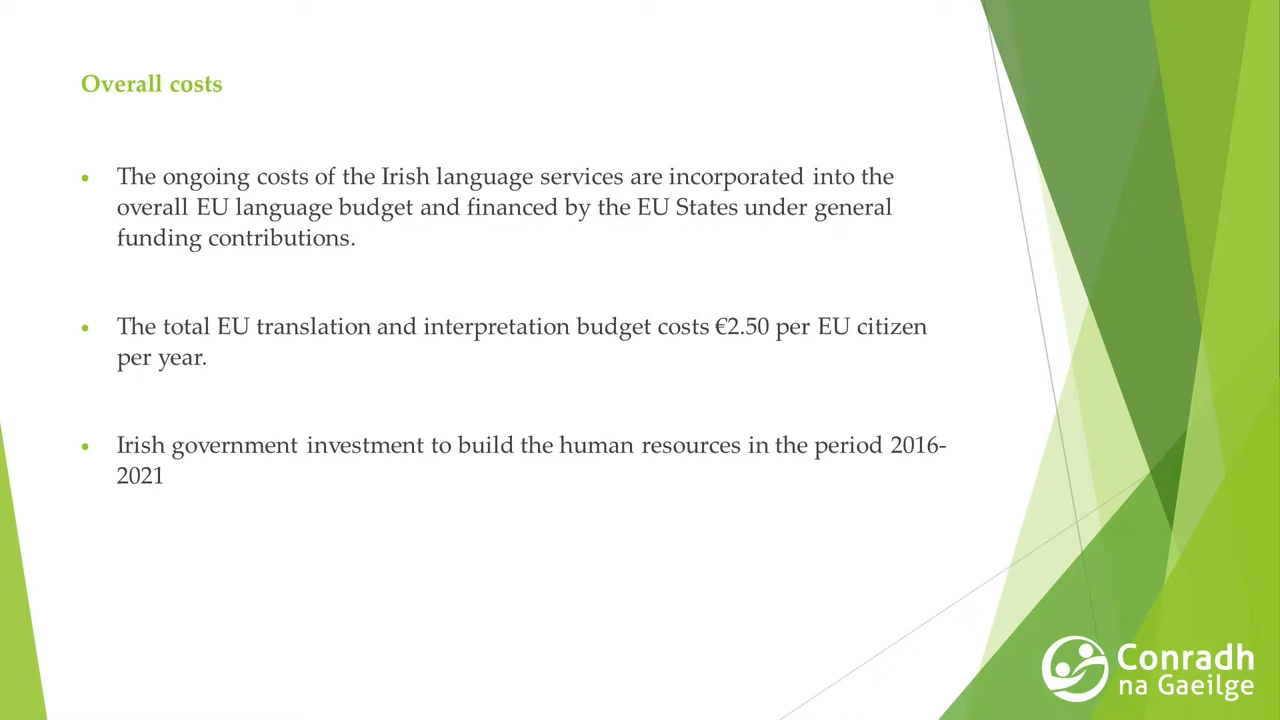 Overall costs
• The ongoing costs of the Irish language services are incorporated into the
overall EU language budget and financed by the EU States under general
funding contributions.
• The total EU translation and interpretation budget costs €2.50 per EU citizen
per year.
• Irish government investment to build the human resources in the period 2016-
2021
Conradh
na Gaeilge